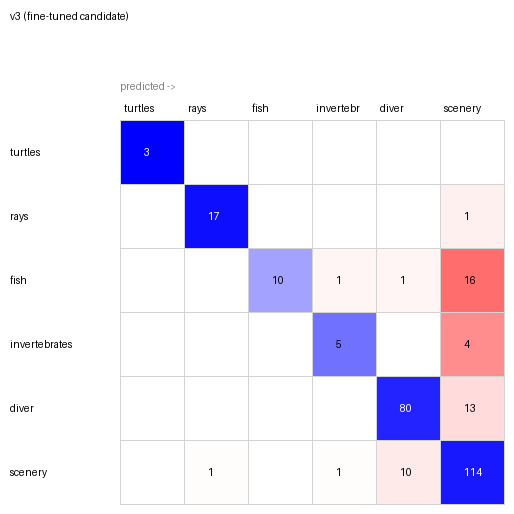 v3 (fine-tuned candidate)
predicted ->
turtles rays fish invertebr diver scenery
turtles 3
rays 17 1
fish 10 1 1 16
invertebrates 5 4
diver 80 13
scenery 1 1 10 114